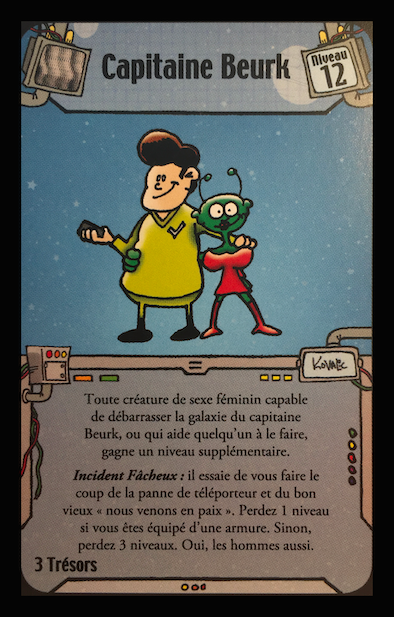 Capitaine Beurk
Niveau
12
KOVALIC
Toute créature de sexe féminin capable
de débarrasser la galaxie du capitaine
Beurk, ou qui aide quelqu'un à le faire,
gagne un niveau supplémentaire.
Incident Fâcheux : il essaie de vous faire le
coup de la panne de téléporteur et du bon
vieux « nous venons en paix ». Perdez 1 niveau
si vous êtes équipé d'une armure. Sinon,
perdez 3 niveaux. Oui, les hommes aussi.
3 Trésors